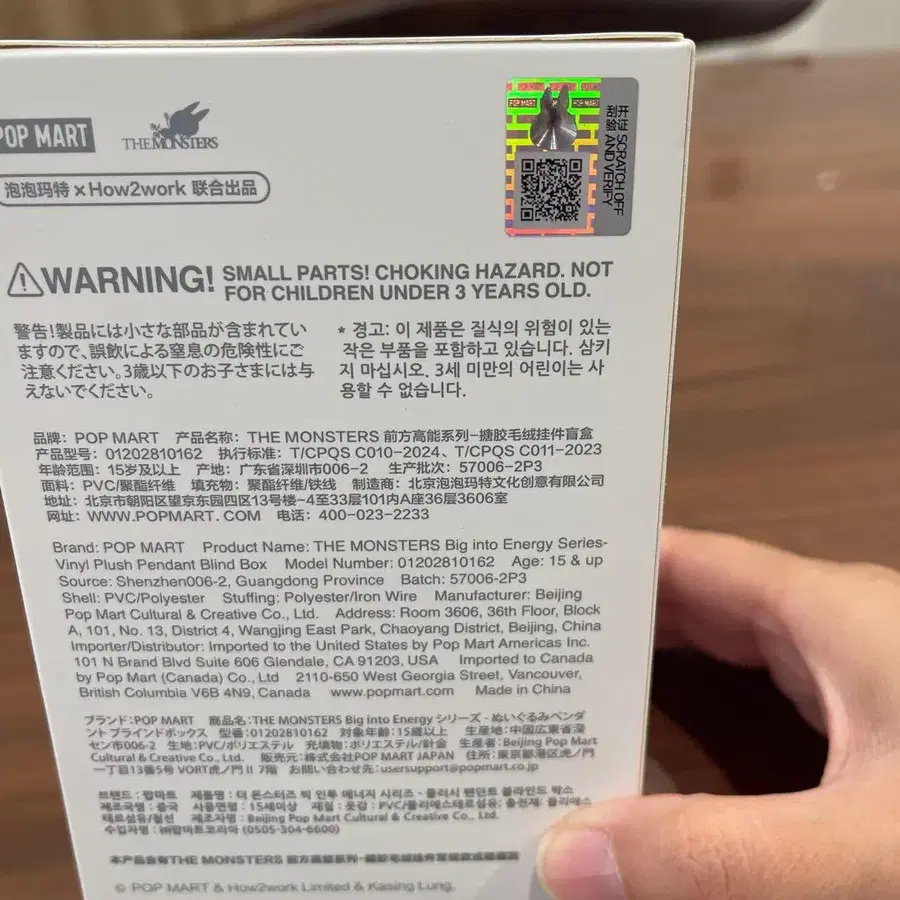 POP MART THE MONSTERS
POP MART POP MART
开证 SCRATCH OFF
刮验 AND VERIFY
泡泡玛特 × How2work 联合出品
WARNING! SMALL PARTS! CHOKING HAZARD. NOT
FOR CHILDREN UNDER 3 YEARS OLD.
警告!製品には小さな部品が含まれてい
ますので、誤飲による窒息の危険性にご
注意ください。3歳以下のお子さまには与
えないでください。
* 경고: 이 제품은 질식의 위험이 있는
작은 부품을 포함하고 있습니다. 삼키
지 마십시오. 3세 미만의 어린이는 사
용할 수 없습니다.
品牌: POP MART 产品名称: THE MONSTERS 前方高能系列-搪胶毛绒挂件盲盒
产品型号: 01202810162 执行标准: T/CPQS C010-2024、T/CPQS C011-2023
年龄范围: 15岁及以上 产地: 广东省深圳市006-2 生产批次: 57006-2P3
面料: PVC/聚酯纤维 填充物: 聚酯纤维/铁线 制造商: 北京泡泡玛特文化创意有限公司
地址: 北京市朝阳区望京东园四区13号楼-4至33层101内A座36层3606室
网址: WWW.POPMART.COM 电话: 400-023-2233
Brand: POP MART Product Name: THE MONSTERS Big into Energy Series-
Vinyl Plush Pendant Blind Box Model Number: 01202810162 Age: 15 & up
Source: Shenzhen006-2, Guangdong Province Batch: 57006-2P3
Shell: PVC/Polyester Stuffing: Polyester/Iron Wire Manufacturer: Beijing
Pop Mart Cultural & Creative Co., Ltd. Address: Room 3606, 36th Floor, Block
A, 101, No. 13, District 4, Wangjing East Park, Chaoyang District, Beijing, China
Importer/Distributor: Imported to the United States by Pop Mart Americas Inc.
101 N Brand Blvd Suite 606 Glendale, CA 91203, USA Imported to Canada
by Pop Mart (Canada) Co., Ltd 2110-650 West Georgia Street, Vancouver,
British Columbia V6B 4N9, Canada www.popmart.com Made in China
ブランド:POP MART 商品名:THE MONSTERS Big into Energy シリーズ - ぬいぐるみペンダ
ントブラインドボックス 型番:01202810162 対象年齢:15歳以上 生産地:中国広東省深
セン市006-2 生地:PVC/ポリエステル 充填物:ポリエステル/針金 生産者:Beijing Pop Mart
Cultural & Creative Co., Ltd. 販売元:株式会社POP MART JAPAN 住所:東京都港区虎ノ門
一丁目13番5号 VORT虎ノ門 II 7階 お問い合わせ先:usersupport@popmart.co.jp
브랜드 : 팝마트 제품명 : 더 몬스터즈 빅 인투 에너지 시리즈 - 플러시 펜던트 블라인드 박스
제조국명 : 중국 사용연령 : 15세이상 재질 : 겉감 : PVC/폴리에스테르섬유; 충전재: 폴리에스
테르섬유/철선 제조자명 : Beijing Pop Mart Cultural & Creative Co., Ltd.
수입자명 : ㈜팝마트코리아 (0505-304-6600)
本产品含有THE MONSTERS 前方高能系列-搪胶毛绒挂件
© POP MART & How2work Limited & Kasing Lung.